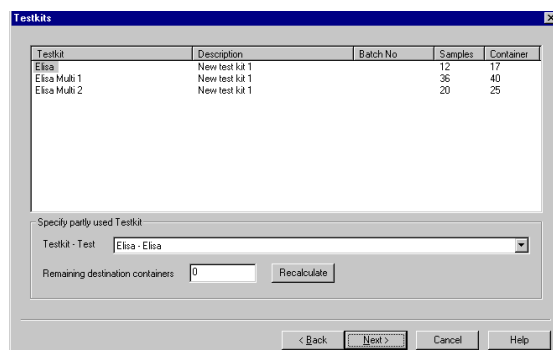 Testkits
Testkit Description Batch No Samples Container
Elisa New test kit 1 12 17
Elisa Multi 1 New test kit 1 36 40
Elisa Multi 2 New test kit 1 20 25
Specify partly used Testkit
Testkit - Test Elisa - Elisa
Remaining destination containers 0 Recalculate
< Back Next > Cancel Help